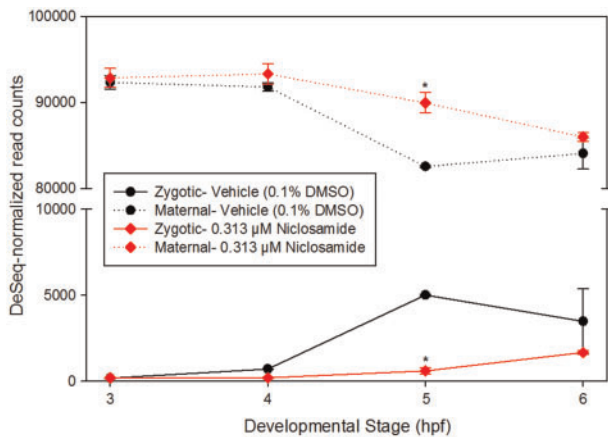 100000
90000
80000
10000
5000
0
DeSeq-normalized read counts
*
Zygotic- Vehicle (0.1% DMSO)
Maternal- Vehicle (0.1% DMSO)
Zygotic- 0.313 µM Niclosamide
Maternal- 0.313 µM Niclosamide
*
3 4 5 6
Developmental Stage (hpf)